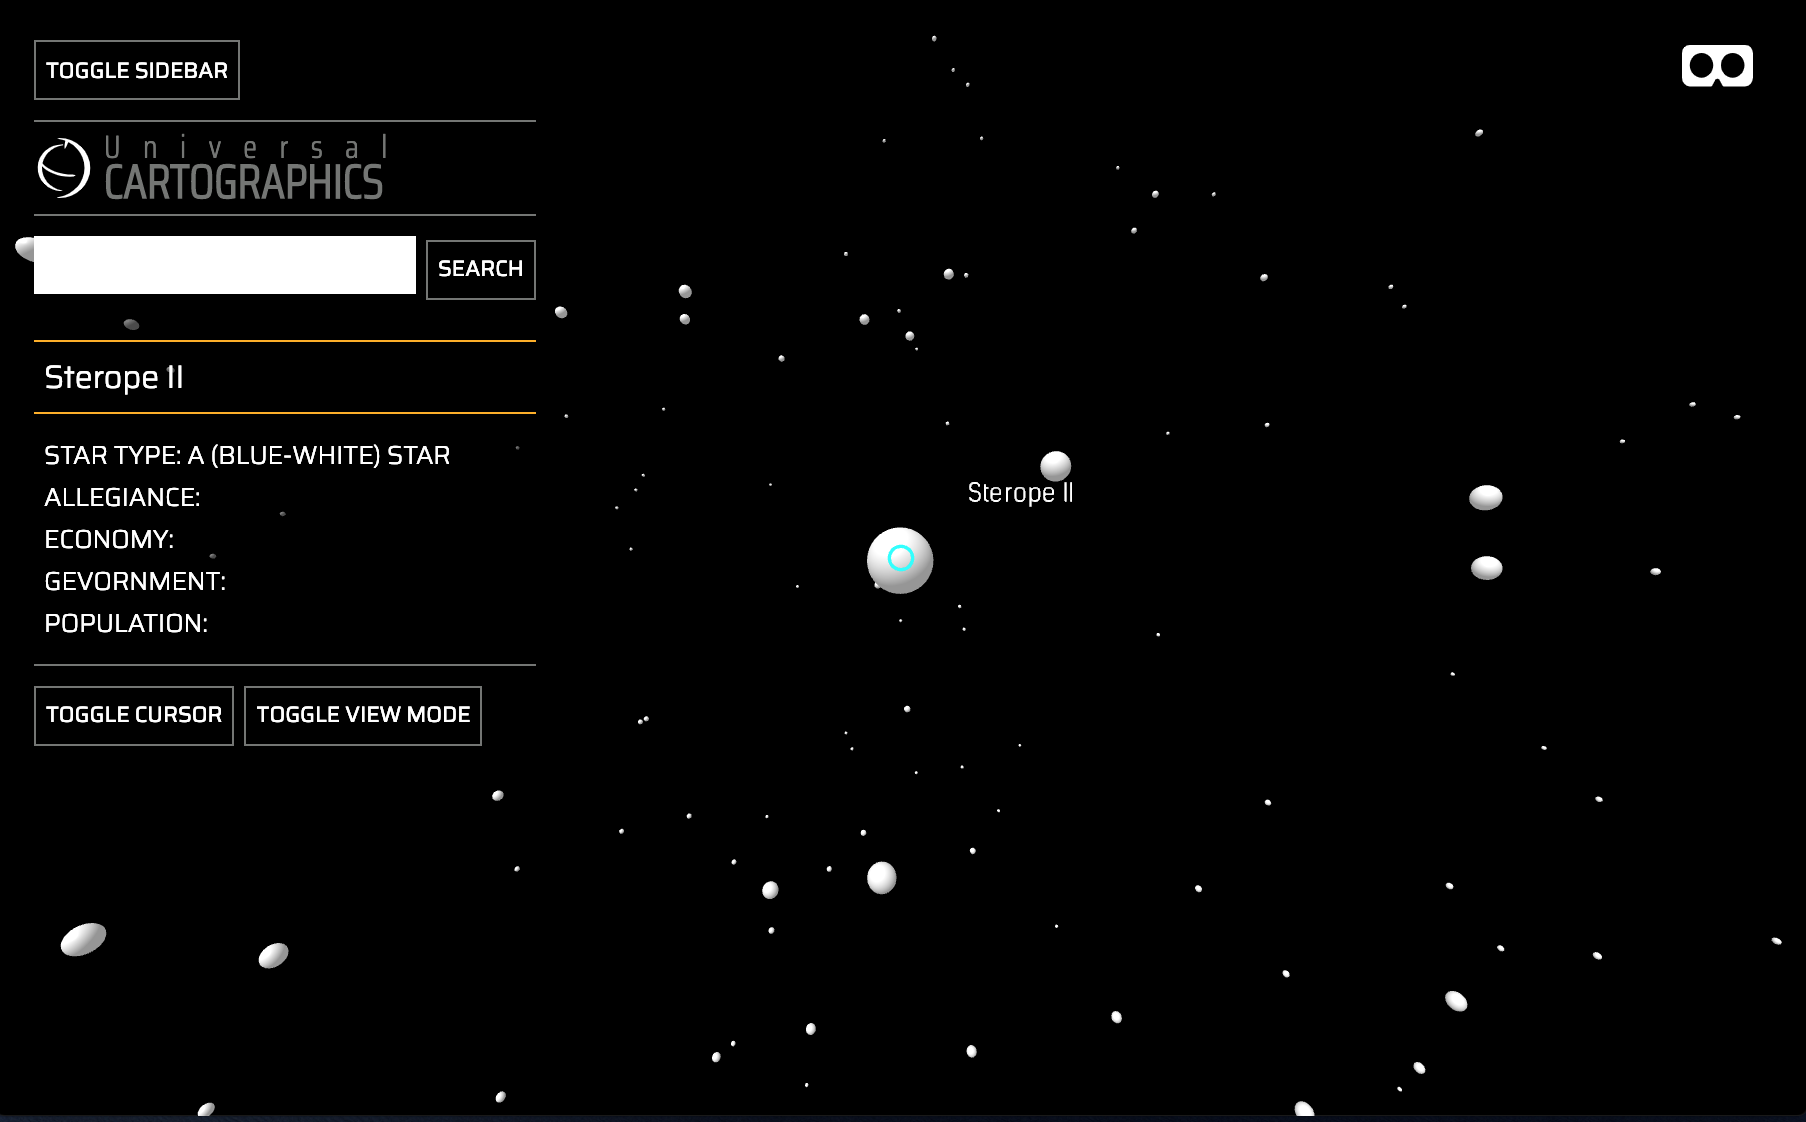 TOGGLE SIDEBAR
Universal
CARTOGRAPHICS
SEARCH
Sterope II
STAR TYPE: A (BLUE-WHITE) STAR
ALLEGIANCE:
ECONOMY:
GEVORNMENT:
POPULATION:
TOGGLE CURSOR
TOGGLE VIEW MODE
Sterope II